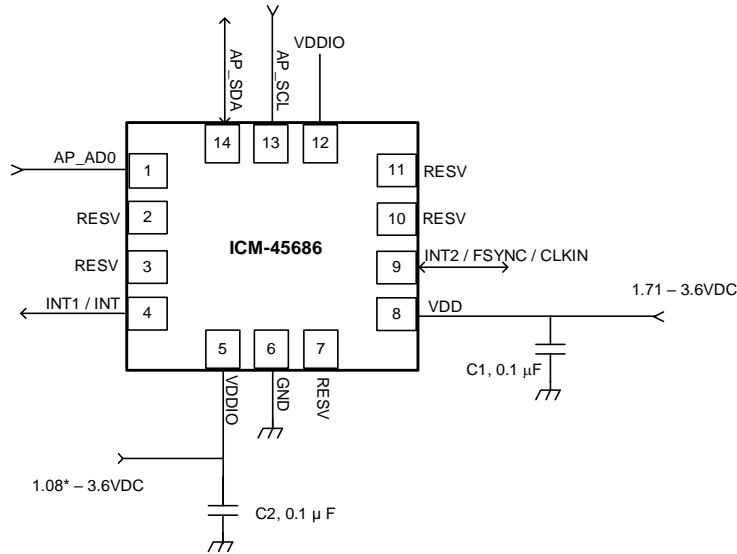 AP_SDA
AP_SCL
VDDIO
14
13
12
AP_AD0
1
11
RESV
RESV
2
10
RESV
ICM-45686
RESV
3
9
INT2 / FSYNC / CLKIN
INT1 / INT
4
8
VDD
1.71 – 3.6VDC
5
6
7
VDDIO
GND
RESV
C1, 0.1 µF
1.08* – 3.6VDC
C2, 0.1 µ F